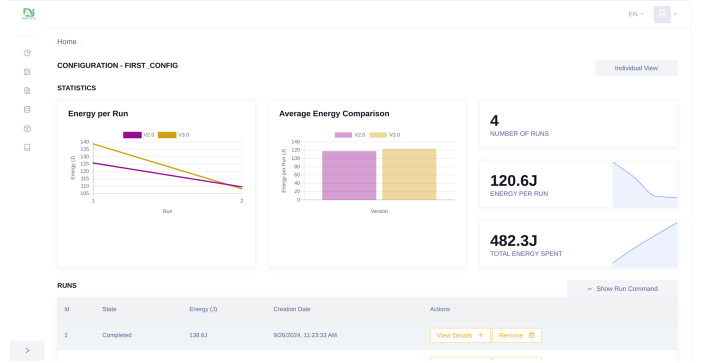 EN
Home
CONFIGURATION - FIRST_CONFIG
Individual View
STATISTICS
Energy per Run
V2.0 V3.0
140
135
130
125
120
115
110
105
Energy (J)
1 2
Run
Average Energy Comparison
V2.0 V3.0
140
120
100
80
60
40
20
0
Energy per Run (J)
Version
4
NUMBER OF RUNS
120.6J
ENERGY PER RUN
482.3J
TOTAL ENERGY SPENT
RUNS
Show Run Command
Id State Energy (J) Creation Date Actions
1 Completed 138.6J 9/26/2024, 11:23:33 AM View Details + Remove